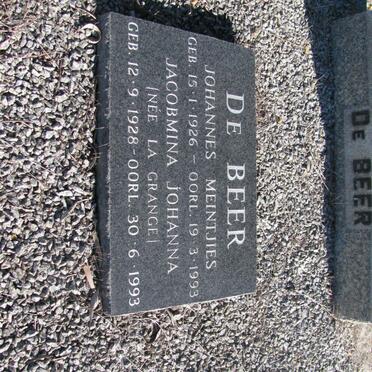 DE BEER
JOHANNES MEINTJIES
GEB. 15·1·1926 – OORL. 19·3·1993
JACOBMINA JOHANNA
(NEÉ LA GRANGE)
GEB. 12·9·1928·OORL. 30·6·1993
DE BEER